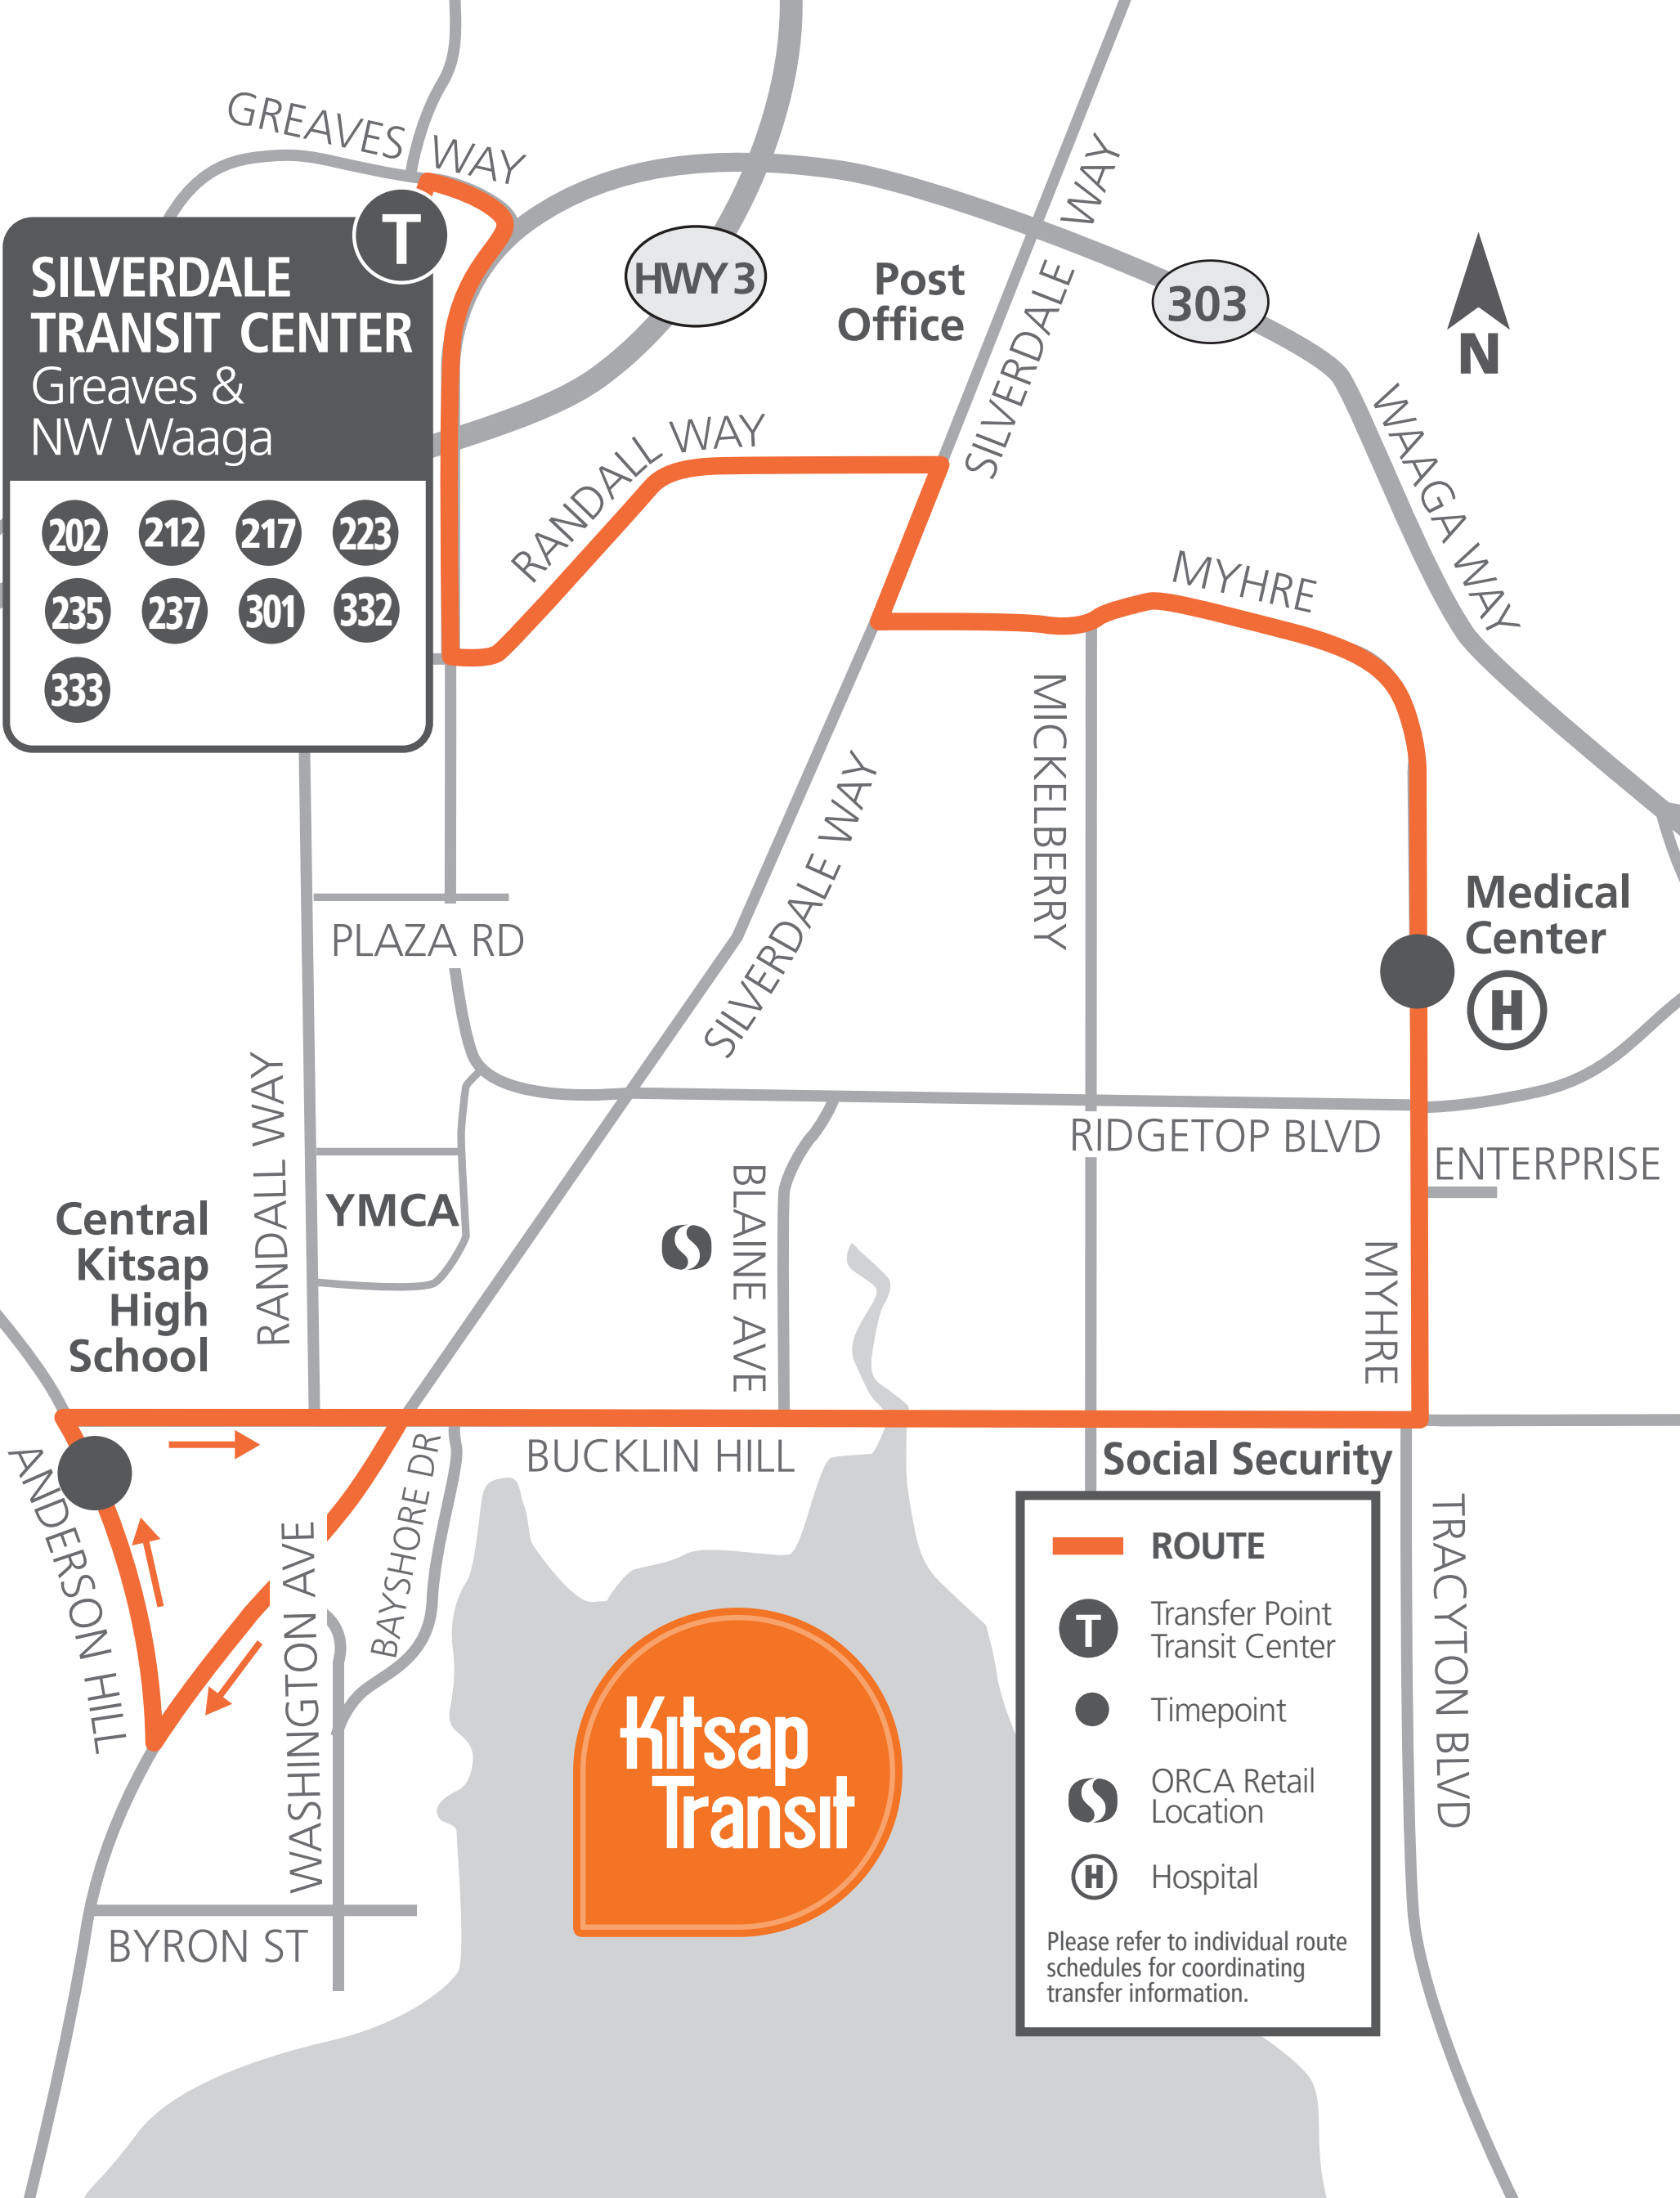 GREAVES WAY
T
SILVERDALE
TRANSIT CENTER
Greaves &
NW Waaga
202 212 217 223
235 237 301 332
333
HWY 3
Post
Office
SILVERDALE WAY
303
N
WAAGA WAY
RANDALL WAY
MYHRE
MICKELBERRY
SILVERDALE WAY
PLAZA RD
Medical
Center
H
RIDGETOP BLVD
ENTERPRISE
RANDALL WAY
YMCA
BLAINE AVE
MYHRE
Central
Kitsap
High
School
BUCKLIN HILL
Social Security
ANDERSON HILL
WASHINGTON AVE
BAYSHORE DR
TRACYTON BLVD
BYRON ST
Kitsap
Transit
ROUTE
T
Transfer Point
Transit Center
Timepoint
ORCA Retail
Location
H
Hospital
Please refer to individual route
schedules for coordinating
transfer information.